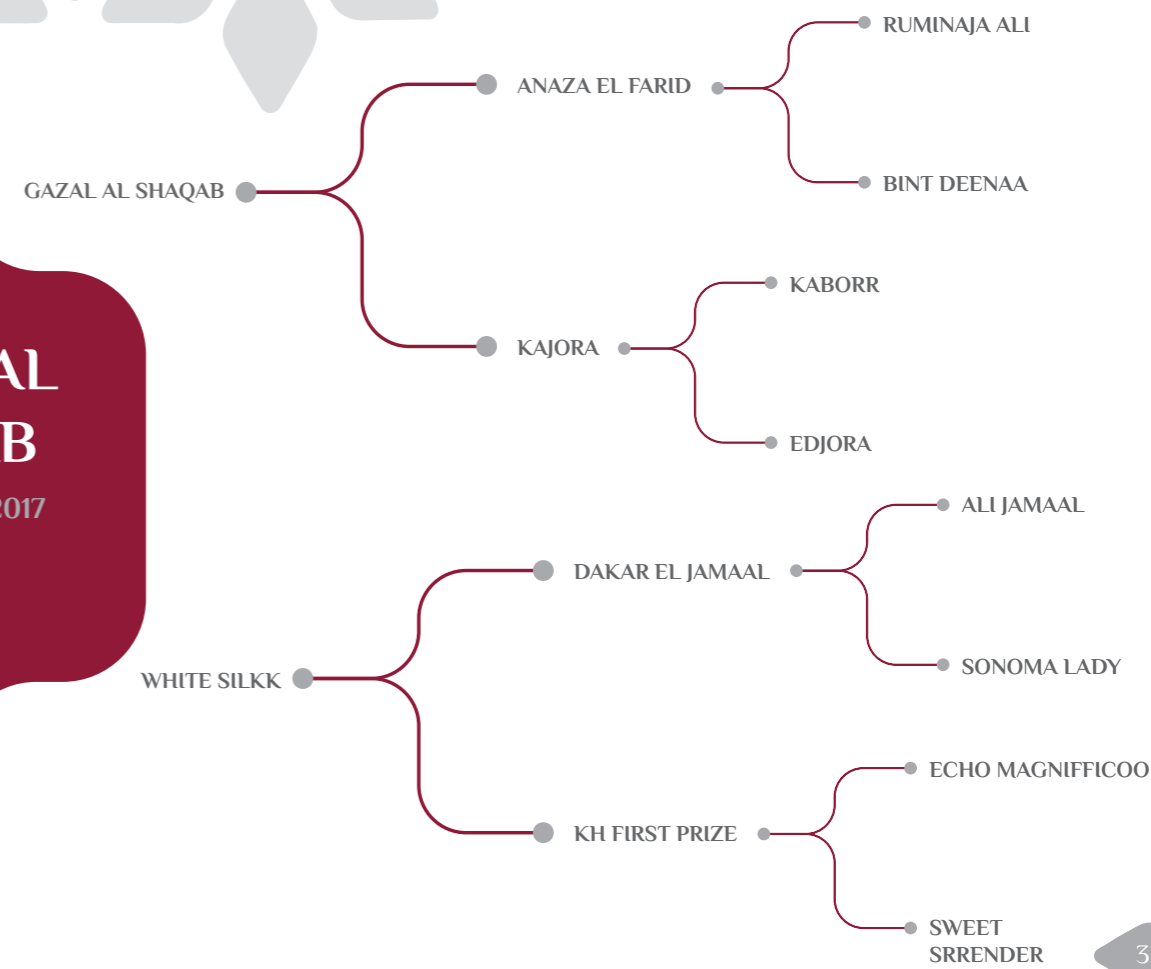 RUMINAJA ALI
ANAZA EL FARID
BINT DEENAA
GAZAL AL SHAQAB
KABORR
KAJORA
EDJORA
AL
B
2017
ALI JAMAAL
DAKAR EL JAMAAL
SONOMA LADY
WHITE SILKK
ECHO MAGNIFFICOO
KH FIRST PRIZE
SWEET
SRRENDER
3